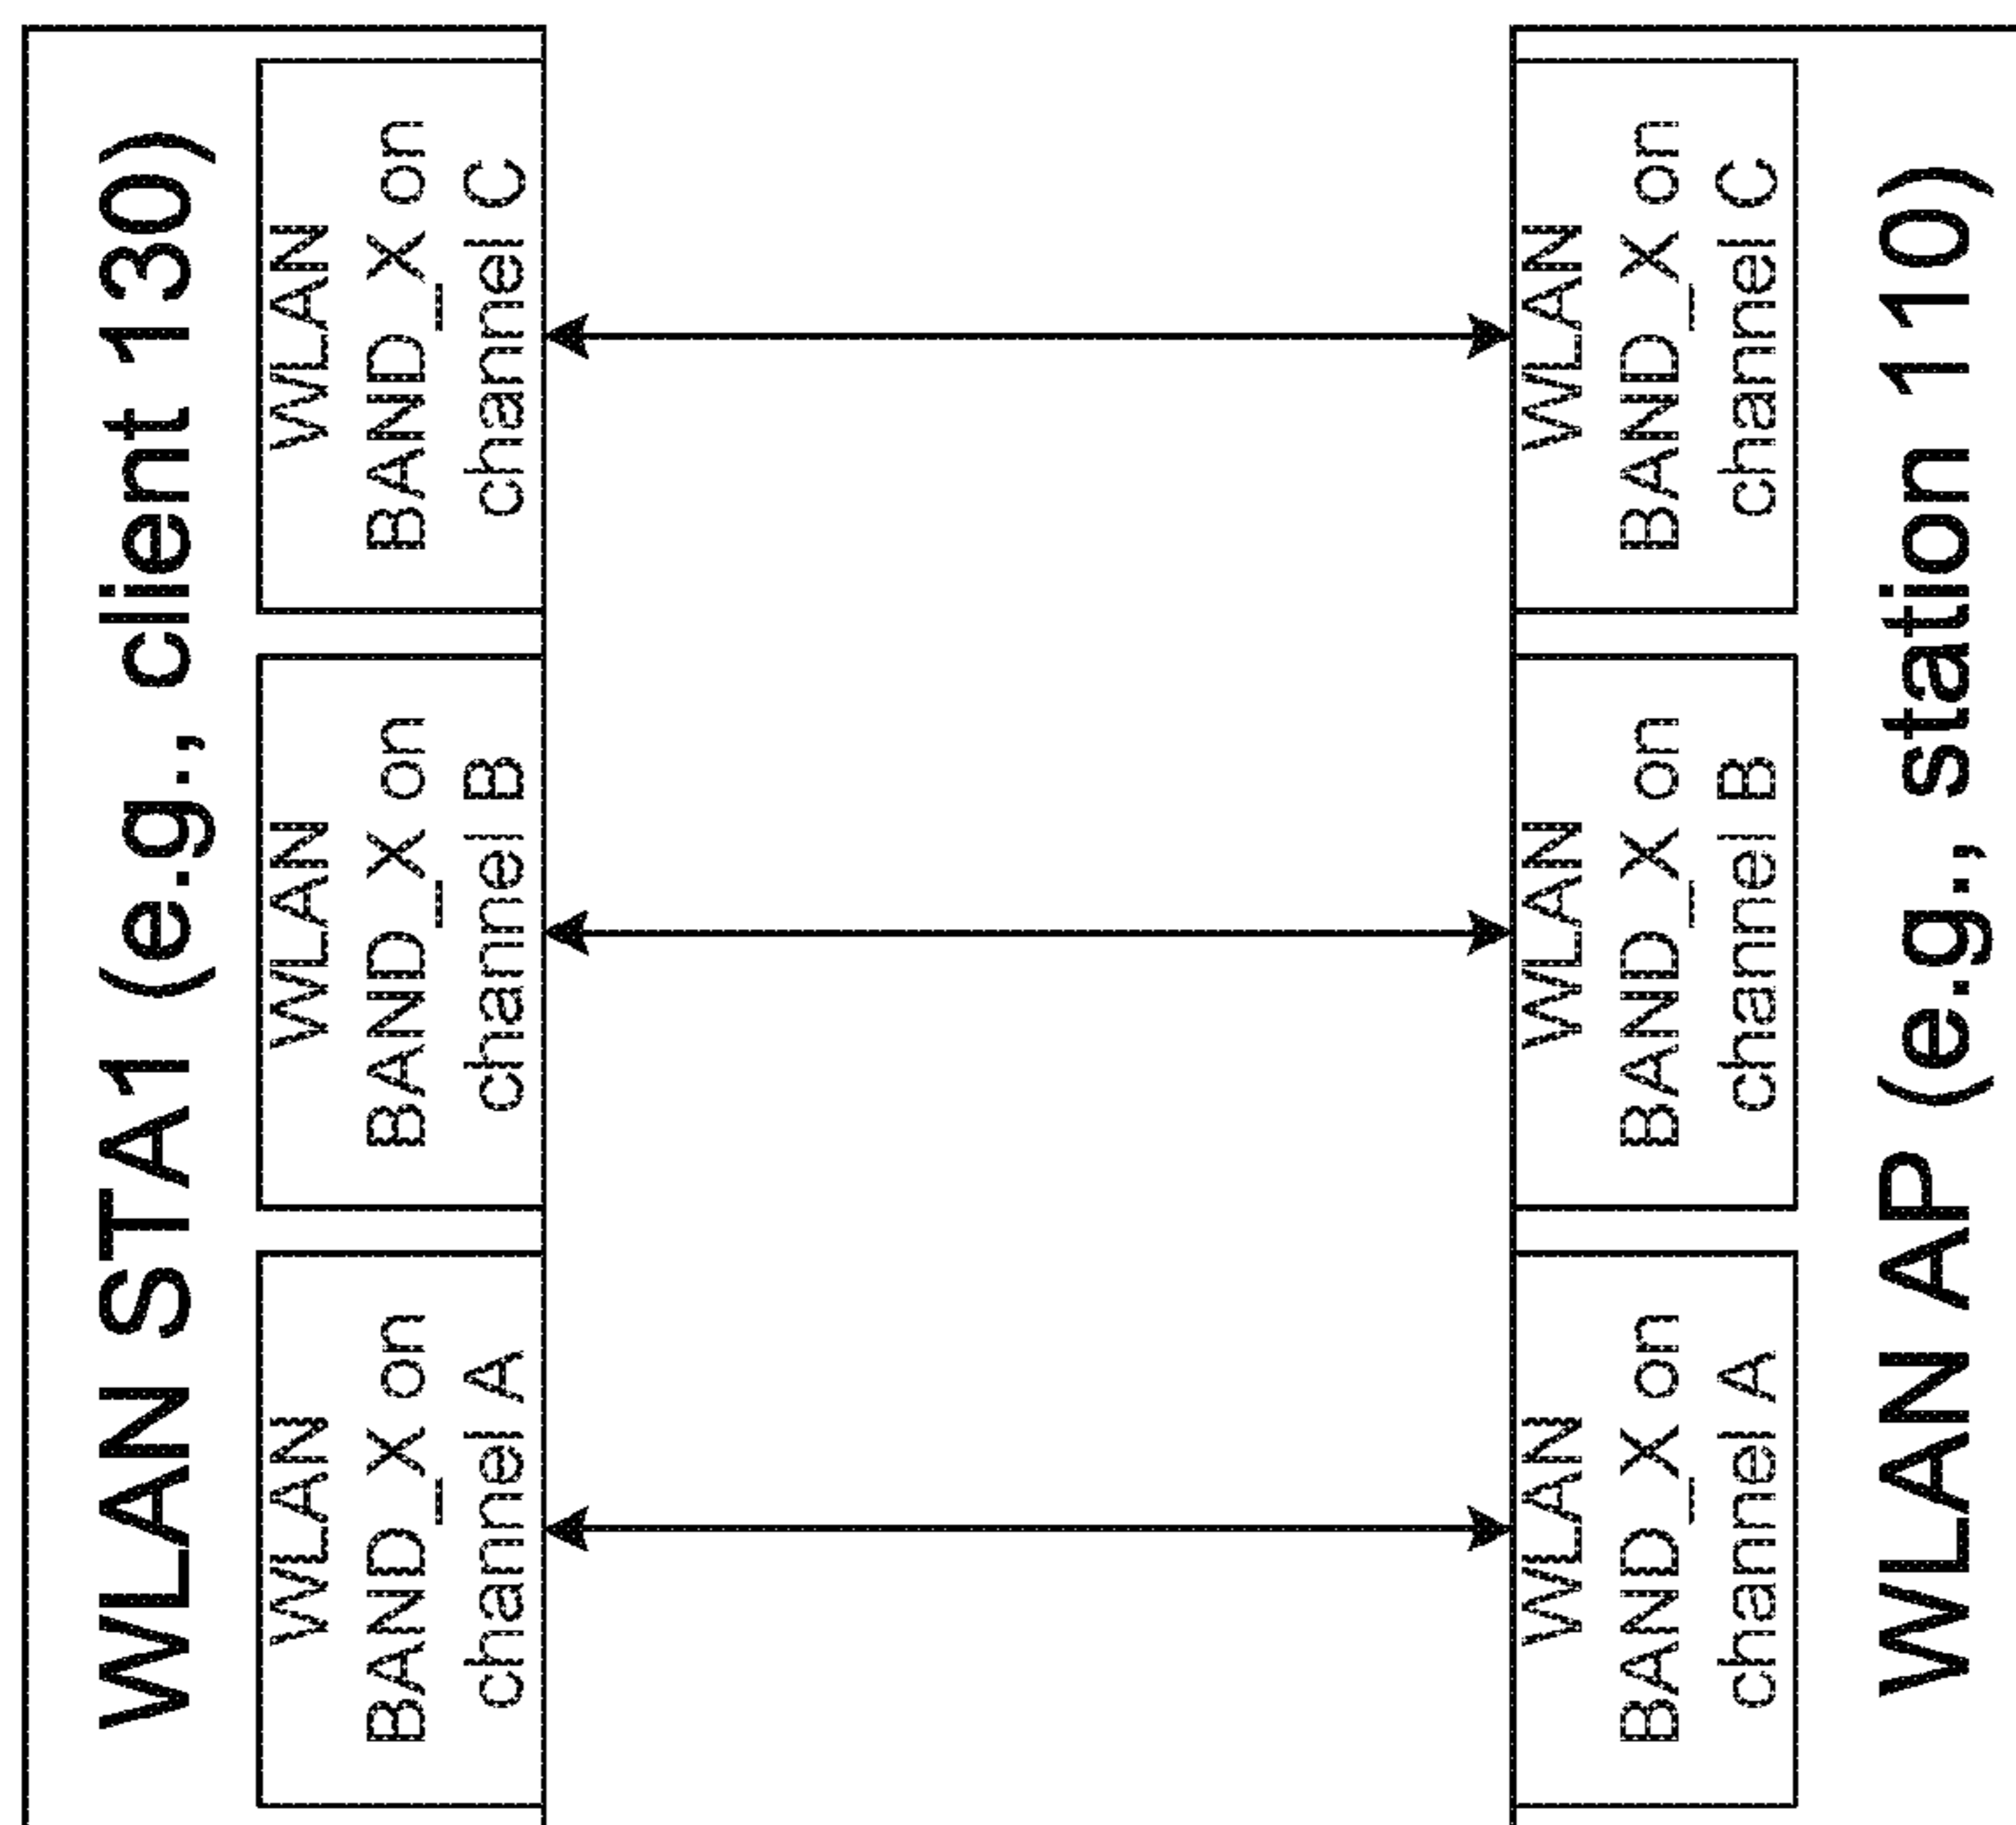 WLAN STA1 (e.g., client 130)
WLAN
BAND_X on
channel A
WLAN
BAND_X on
channel B
WLAN
BAND_X on
channel C
WLAN
BAND_X on
channel A
WLAN
BAND_X on
channel B
WLAN
BAND_X on
channel C
WLAN AP (e.g., station 110)